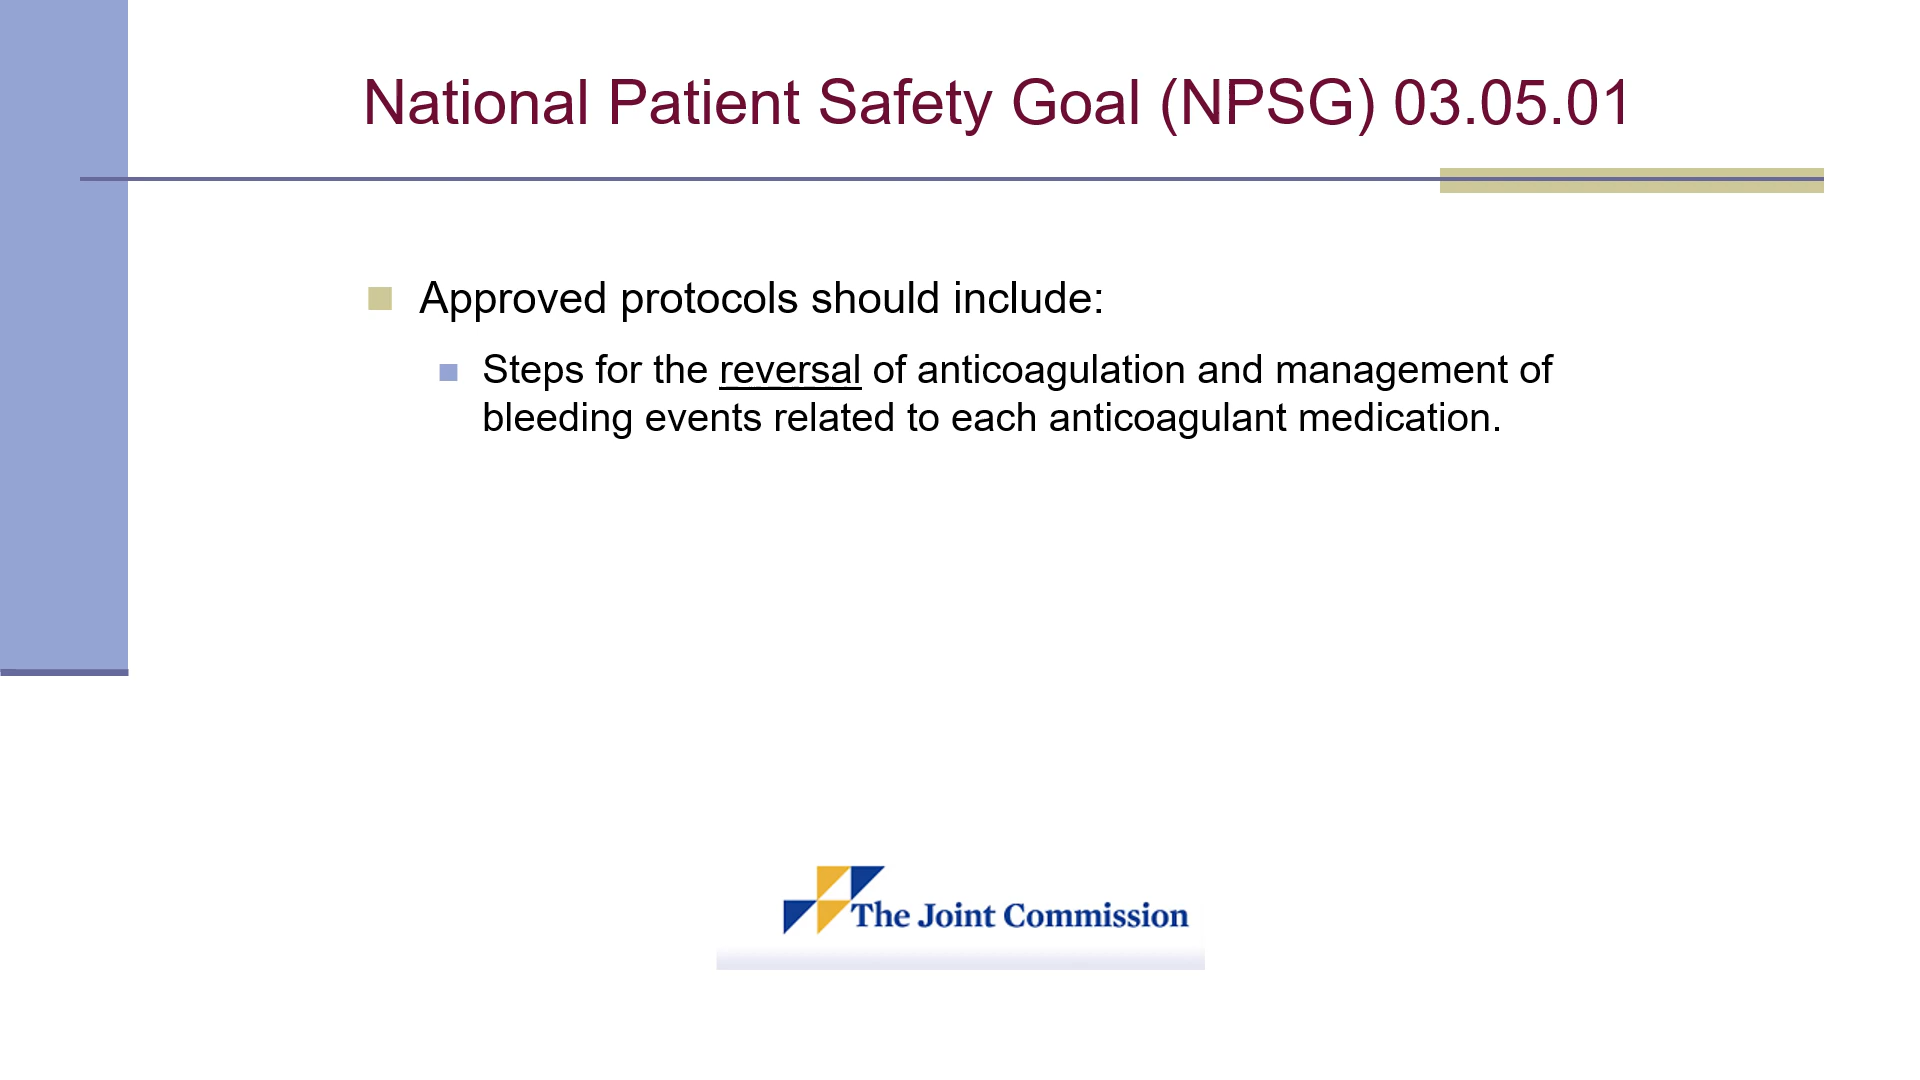 National Patient Safety Goal (NPSG) 03.05.01
Approved protocols should include:
Steps for the reversal of anticoagulation and management of
bleeding events related to each anticoagulant medication.
The Joint Commission